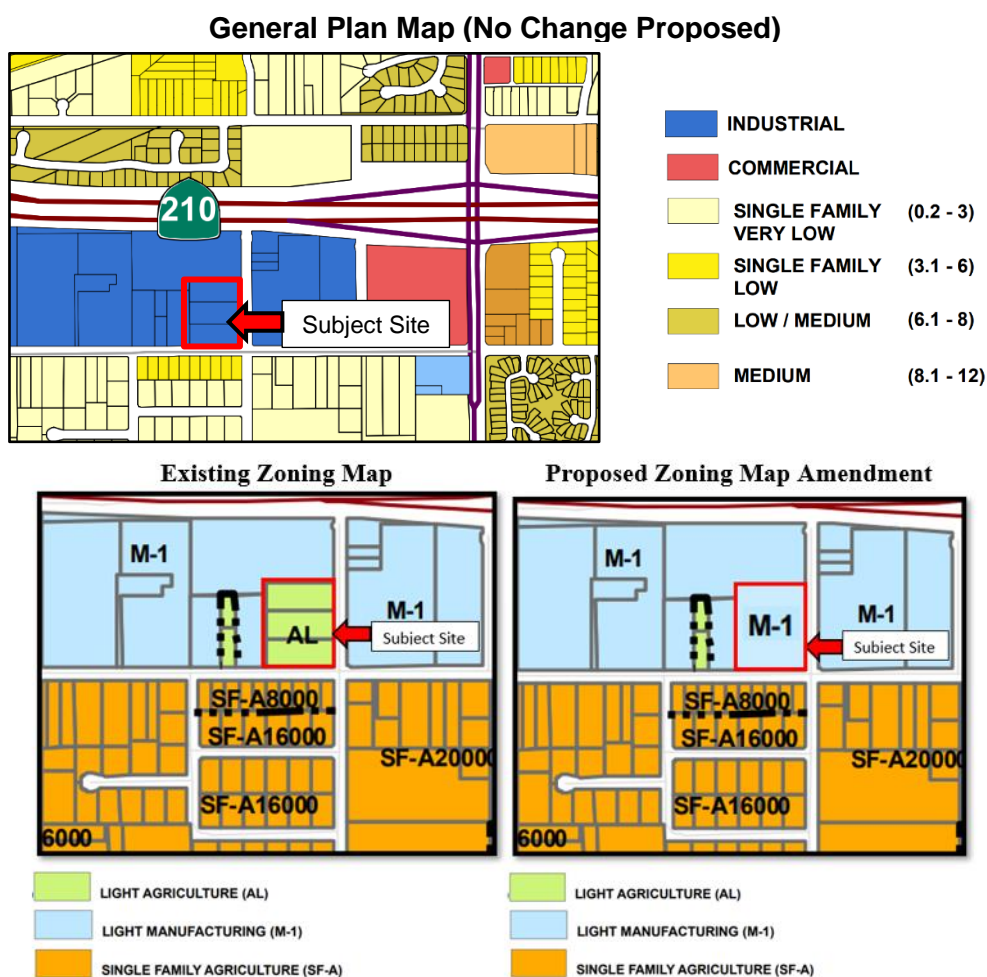 General Plan Map (No Change Proposed)
210
Subject Site
INDUSTRIAL
COMMERCIAL
SINGLE FAMILY VERY LOW (0.2 - 3)
SINGLE FAMILY LOW (3.1 - 6)
LOW / MEDIUM (6.1 - 8)
MEDIUM (8.1 - 12)
Existing Zoning Map
M-1
M-1
AL
Subject Site
SF-A8000
SF-A16000
SF-A20000
SF-A16000
6000
LIGHT AGRICULTURE (AL)
LIGHT MANUFACTURING (M-1)
SINGLE FAMILY AGRICULTURE (SF-A)
Proposed Zoning Map Amendment
M-1
M-1
M-1
Subiect Site
SF-A8000
SF-A16000
SF-A20000
SF-A16000
6000
LIGHT AGRICULTURE (AL)
LIGHT MANUFACTURING (M-1)
SINGLE FAMILY AGRICULTURE (SF-A)